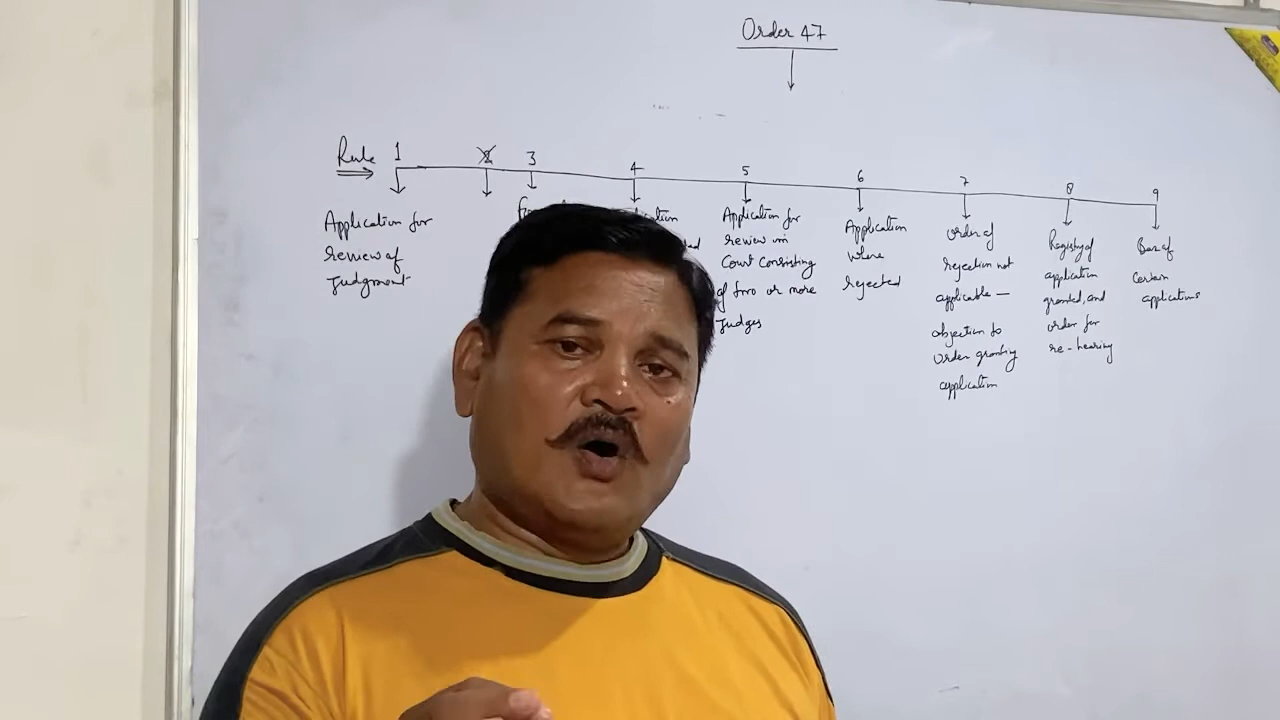 Order 47
Rule 1 2 3 4 5 6 7 8 9
Application for
review of
Judgment
Application for
review in
Court consisting
of two or more
Judges
Application
where
rejected
Order of
rejection not
applicable —
objection to
order granting
application
Registry of
application
granted, and
order for
re-hearing
Bar of
certain
applications